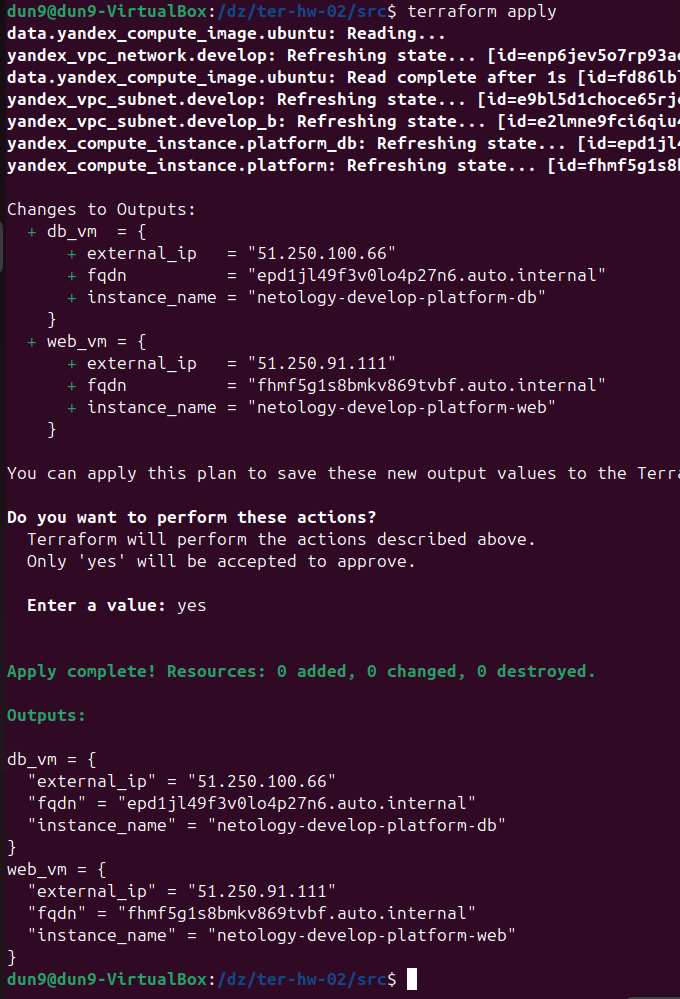 dun9@dun9-VirtualBox:/dz/ter-hw-02/src$ terraform apply
data.yandex_compute_image.ubuntu: Reading...
yandex_vpc_network.develop: Refreshing state... [id=enp6jev5o7rp93a
data.yandex_compute_image.ubuntu: Read complete after 1s [id=fd86lb
yandex_vpc_subnet.develop: Refreshing state... [id=e9bl5d1choce65rj
yandex_vpc_subnet.develop_b: Refreshing state... [id=e2lmne9fci6qiu
yandex_compute_instance.platform_db: Refreshing state... [id=epd1jl4
yandex_compute_instance.platform: Refreshing state... [id=fhmf5g1s8
Changes to Outputs:
  + db_vm  = {
      + external_ip   = "51.250.100.66"
      + fqdn          = "epd1jl49f3v0lo4p27n6.auto.internal"
      + instance_name = "netology-develop-platform-db"
    }
  + web_vm = {
      + external_ip   = "51.250.91.111"
      + fqdn          = "fhmf5g1s8bmkv869tvbf.auto.internal"
      + instance_name = "netology-develop-platform-web"
    }
You can apply this plan to save these new output values to the Terra
Do you want to perform these actions?
  Terraform will perform the actions described above.
  Only 'yes' will be accepted to approve.
  Enter a value: yes
Apply complete! Resources: 0 added, 0 changed, 0 destroyed.
Outputs:
db_vm = {
  "external_ip" = "51.250.100.66"
  "fqdn" = "epd1jl49f3v0lo4p27n6.auto.internal"
  "instance_name" = "netology-develop-platform-db"
}
web_vm = {
  "external_ip" = "51.250.91.111"
  "fqdn" = "fhmf5g1s8bmkv869tvbf.auto.internal"
  "instance_name" = "netology-develop-platform-web"
}
dun9@dun9-VirtualBox:/dz/ter-hw-02/src$